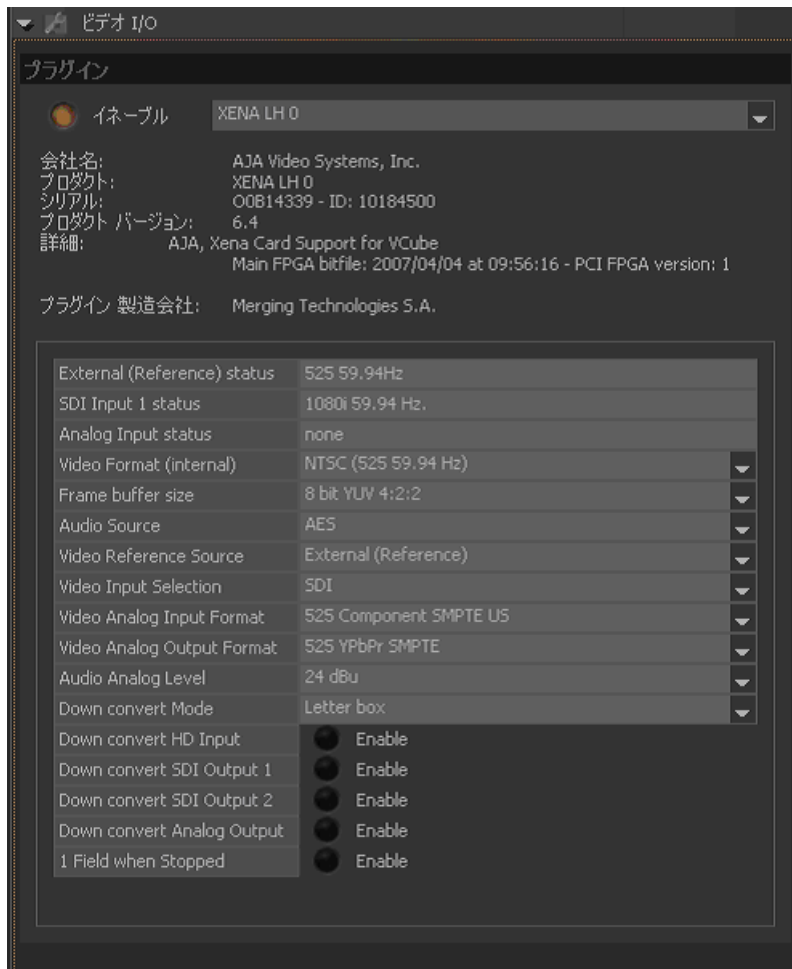 ビデオ I/O
プラグイン
イネーブル XENA LH 0
会社名: AJA Video Systems, Inc.
プロダクト: XENA LH 0
シリアル: O0B14339 - ID: 10184500
プロダクト バージョン: 6.4
詳細: AJA, Xena Card Support for VCube
Main FPGA bitfile: 2007/04/04 at 09:56:16 - PCI FPGA version: 1
プラグイン 製造会社: Merging Technologies S.A.
External (Reference) status 525 59.94Hz
SDI Input 1 status 1080i 59.94 Hz.
Analog Input status none
Video Format (internal) NTSC (525 59.94 Hz)
Frame buffer size 8 bit YUV 4:2:2
Audio Source AES
Video Reference Source External (Reference)
Video Input Selection SDI
Video Analog Input Format 525 Component SMPTE US
Video Analog Output Format 525 YPbPr SMPTE
Audio Analog Level 24 dBu
Down convert Mode Letter box
Down convert HD Input Enable
Down convert SDI Output 1 Enable
Down convert SDI Output 2 Enable
Down convert Analog Output Enable
1 Field when Stopped Enable